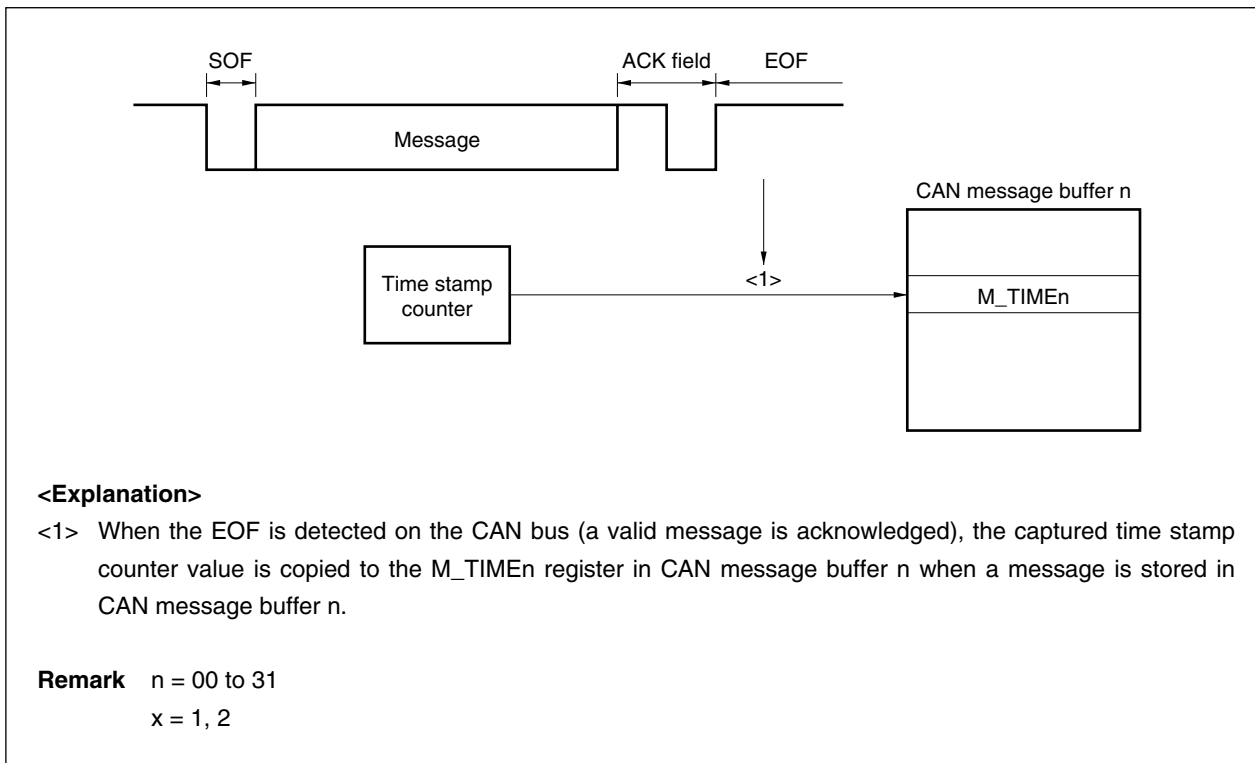 SOF
ACK field
EOF
Message
CAN message buffer n
Time stamp
counter
<1>
M_TIMEn
<Explanation>
<1> When the EOF is detected on the CAN bus (a valid message is acknowledged), the captured time stamp
counter value is copied to the M_TIMEn register in CAN message buffer n when a message is stored in
CAN message buffer n.
Remark n = 00 to 31
x = 1, 2